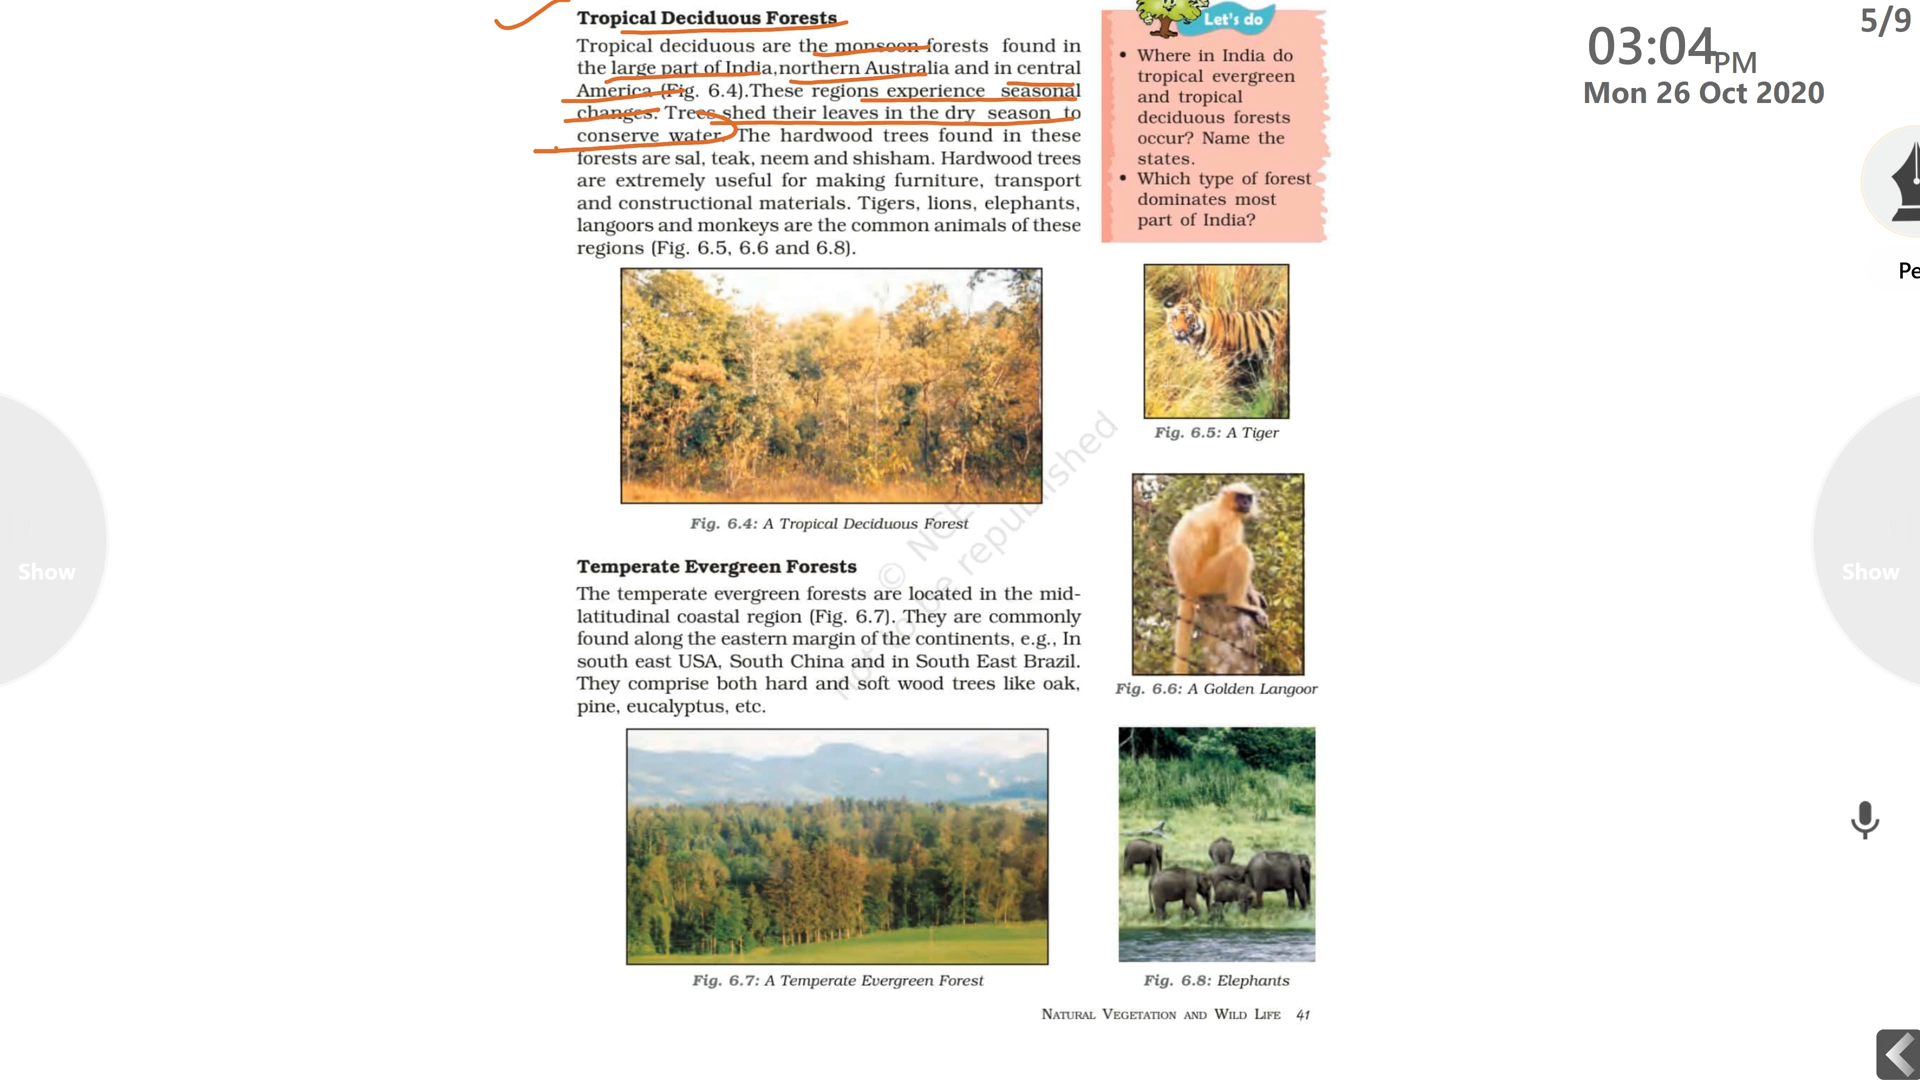 Tropical Deciduous Forests
Tropical deciduous are the monsoon forests found in
the large part of India,northern Australia and in central
America (Fig. 6.4).These regions experience seasonal
changes. Trees shed their leaves in the dry season to
conserve water. The hardwood trees found in these
forests are sal, teak, neem and shisham. Hardwood trees
are extremely useful for making furniture, transport
and constructional materials. Tigers, lions, elephants,
langoors and monkeys are the common animals of these
regions (Fig. 6.5, 6.6 and 6.8).
Fig. 6.4: A Tropical Deciduous Forest
Temperate Evergreen Forests
The temperate evergreen forests are located in the mid-
latitudinal coastal region (Fig. 6.7). They are commonly
found along the eastern margin of the continents, e.g., In
south east USA, South China and in South East Brazil.
They comprise both hard and soft wood trees like oak,
pine, eucalyptus, etc.
Fig. 6.7: A Temperate Evergreen Forest
Let's do
• Where in India do
tropical evergreen
and tropical
deciduous forests
occur? Name the
states.
• Which type of forest
dominates most
part of India?
Fig. 6.5: A Tiger
Fig. 6.6: A Golden Langoor
Fig. 6.8: Elephants
NATURAL VEGETATION AND WILD LIFE 41
not to be republished
5/9
03:04 PM
Mon 26 Oct 2020
Pe
Show
Show